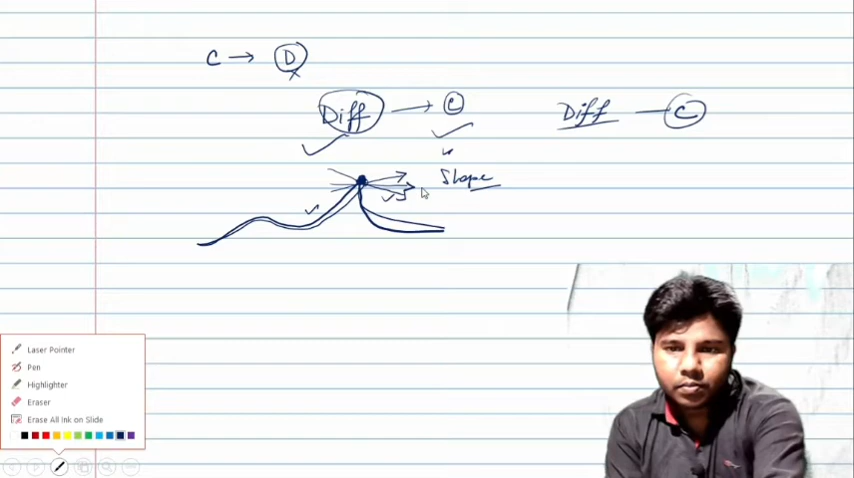 C → D
Diff → C
Diff — C
Slope
Laser Pointer
Pen
Highlighter
Eraser
Erase All Ink on Slide